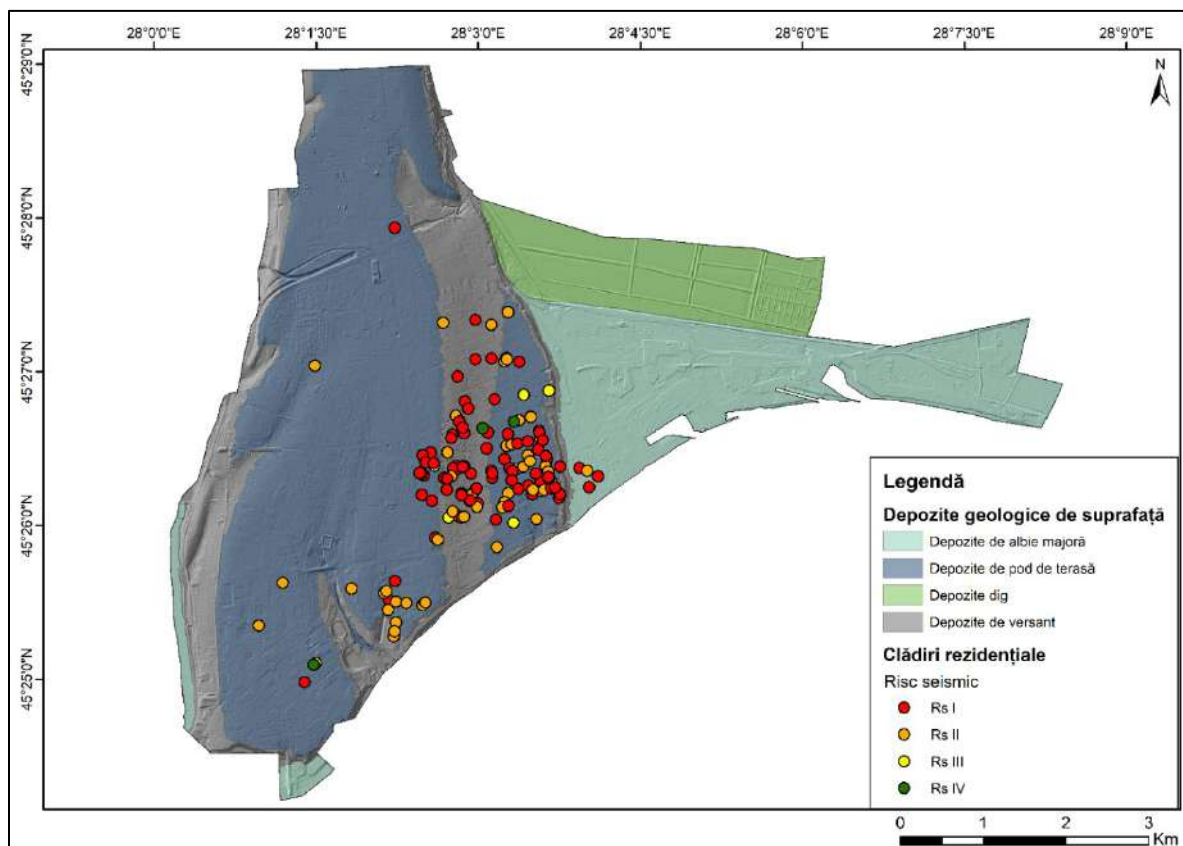 28°0'0"E 28°1'30"E 28°3'0"E 28°4'30"E 28°6'0"E 28°7'30"E 28°9'0"E
45°29'0"N
N
45°28'0"N
45°27'0"N
45°26'0"N
45°25'0"N
Legendă
Depozite geologice de suprafață
Depozite de albie majoră
Depozite de pod de terasă
Depozite dig
Depozite de versant
Clădiri rezidențiale
Risc seismic
Rs I
Rs II
Rs III
Rs IV
0 1 2 3
Km